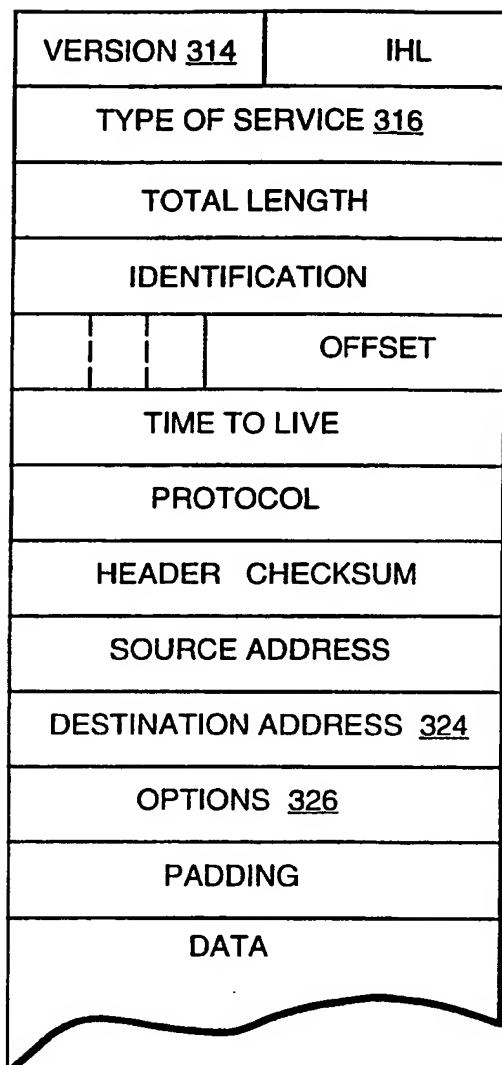 VERSION 314 IHL
TYPE OF SERVICE 316
TOTAL LENGTH
IDENTIFICATION
OFFSET
TIME TO LIVE
PROTOCOL
HEADER CHECKSUM
SOURCE ADDRESS
DESTINATION ADDRESS 324
OPTIONS 326
PADDING
DATA